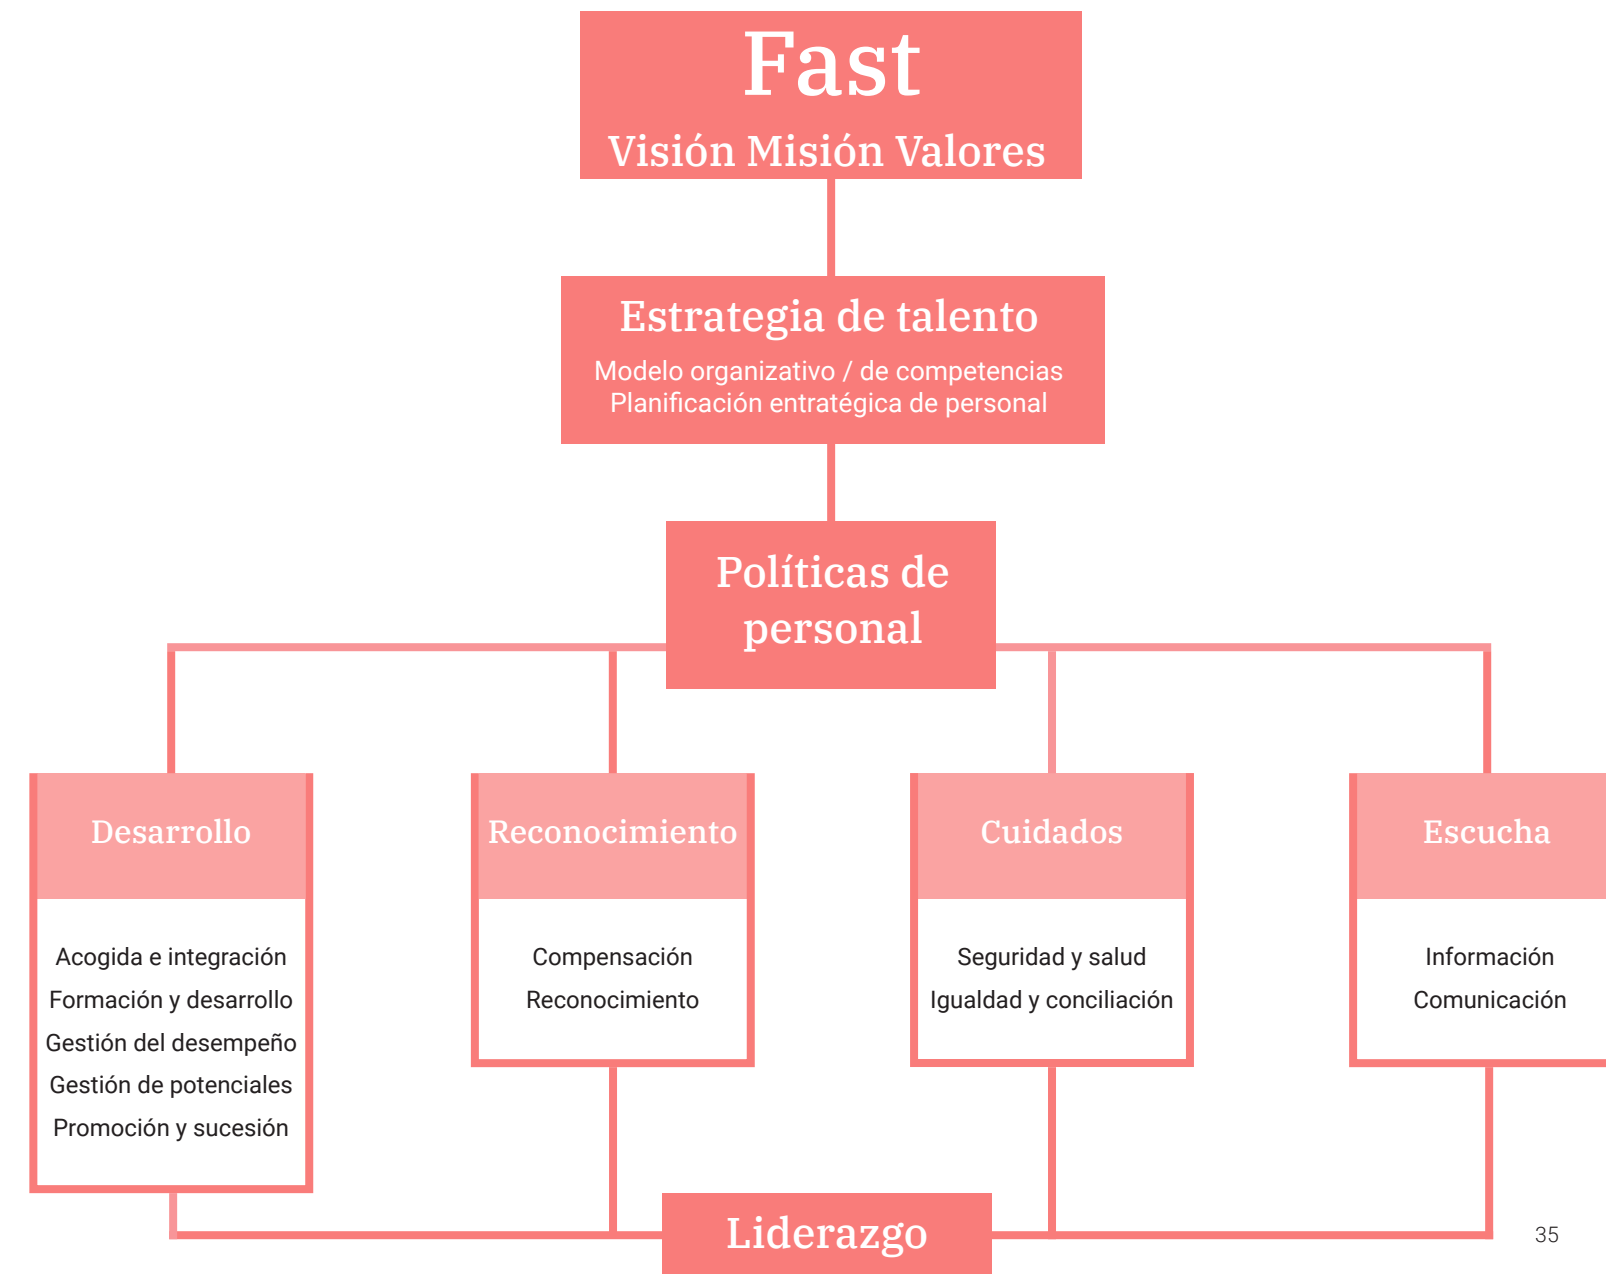 Fast
Visión Misión Valores
Estrategia de talento
Modelo organizativo / de competencias
Planificación entratégica de personal
Políticas de
personal
Desarrollo
Acogida e integración
Formación y desarrollo
Gestión del desempeño
Gestión de potenciales
Promoción y sucesión
Reconocimiento
Compensación
Reconocimiento
Cuidados
Seguridad y salud
Igualdad y conciliación
Escucha
Información
Comunicación
Liderazgo
35